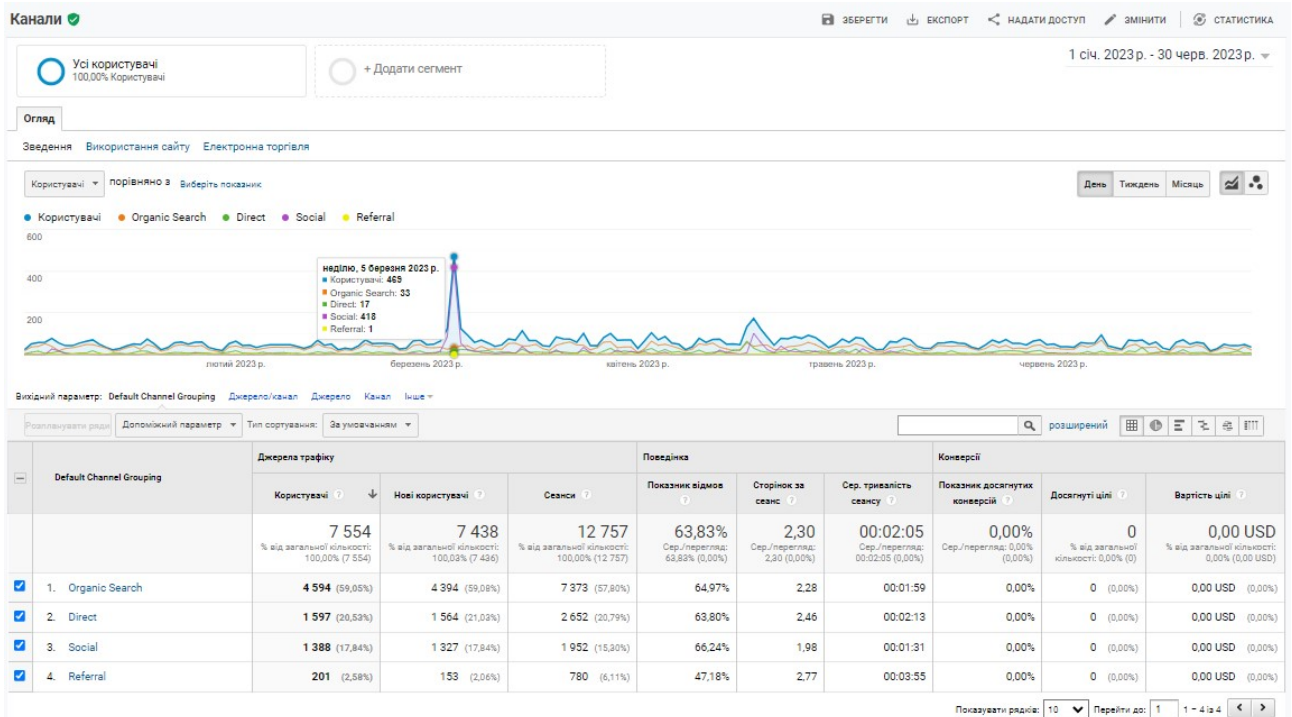 Канали
ЗБЕРЕГТИ ЕКСПОРТ НАДАТИ ДОСТУП ЗМІНИТИ СТАТИСТИКА
Усі користувачі
100,00% Користувачі
+ Додати сегмент
1 січ. 2023 р. - 30 черв. 2023 р.
Огляд
Зведення Використання сайту Електронна торгівля
Користувачі порівняно з Виберіть показник
День Тиждень Місяць
Користувачі Organic Search Direct Social Referral
600
400
200
неділю, 5 березня 2023 р.
Користувачі: 469
Organic Search: 33
Direct: 17
Social: 418
Referral: 1
лютий 2023 р. березень 2023 р. квітень 2023 р. травень 2023 р. червень 2023 р.
Вихідний параметр: Default Channel Grouping Джерело/канал Джерело Канал Інше
Розпланувати ряди Допоміжний параметр Тип сортування: За умовчанням розширений
Default Channel Grouping
Джерела трафіку Поведінка Конверсії
Користувачі ? Нові користувачі ? Сеанси ? Показник відмов ? Сторінок за сеанс ? Сер. тривалість сеансу ? Показник досягнутих конверсій ? Досягнуті цілі ? Вартість цілі ?
7 554 7 438 12 757 63,83% 2,30 00:02:05 0,00% 0 0,00 USD
% від загальної кількості: 100,00% (7 554) % від загальної кількості: 100,03% (7 436) % від загальної кількості: 100,00% (12 757) Сер./перегляд: 63,83% (0,00%) Сер./перегляд: 2,30 (0,00%) Сер./перегляд: 00:02:05 (0,00%) Сер./перегляд: 0,00% (0,00%) % від загальної кількості: 0,00% (0) % від загальної кількості: 0,00% (0,00 USD)
1. Organic Search 4 594 (59,05%) 4 394 (59,08%) 7 373 (57,80%) 64,97% 2,28 00:01:59 0,00% 0 (0,00%) 0,00 USD (0,00%)
2. Direct 1 597 (20,53%) 1 564 (21,03%) 2 652 (20,79%) 63,80% 2,46 00:02:13 0,00% 0 (0,00%) 0,00 USD (0,00%)
3. Social 1 388 (17,84%) 1 327 (17,84%) 1 952 (15,30%) 66,24% 1,98 00:01:31 0,00% 0 (0,00%) 0,00 USD (0,00%)
4. Referral 201 (2,58%) 153 (2,06%) 780 (6,11%) 47,18% 2,77 00:03:55 0,00% 0 (0,00%) 0,00 USD (0,00%)
Показувати рядків: 10 Перейти до: 1 1 – 4 із 4